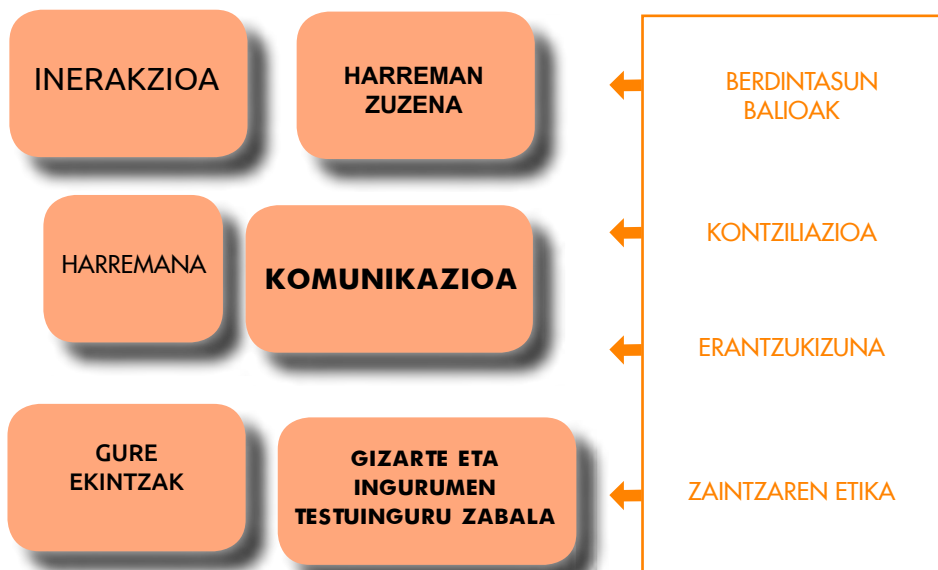 INERAKZIOA
HARREMAN
ZUZENA
BERDINTASUN
BALIOAK
HARREMANA
KOMUNIKAZIOA
KONTZILIAZIOA
ERANTZUKIZUNA
GURE
EKINTZAK
GIZARTE ETA
INGURUMEN
TESTUINGURU ZABALA
ZAINTZAREN ETIKA